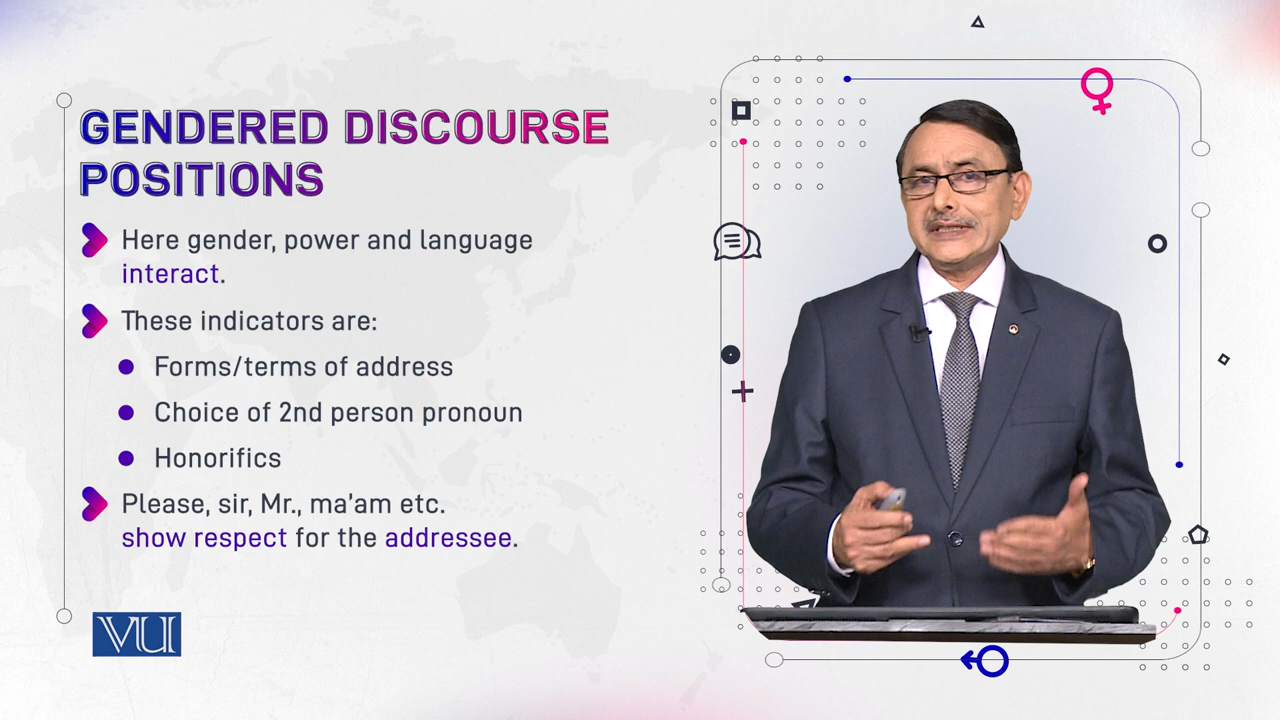 GENDERED DISCOURSE
POSITIONS
Here gender, power and language
interact.
These indicators are:
Forms/terms of address
Choice of 2nd person pronoun
Honorifics
Please, sir, Mr., ma’am etc.
show respect for the addressee.
VU